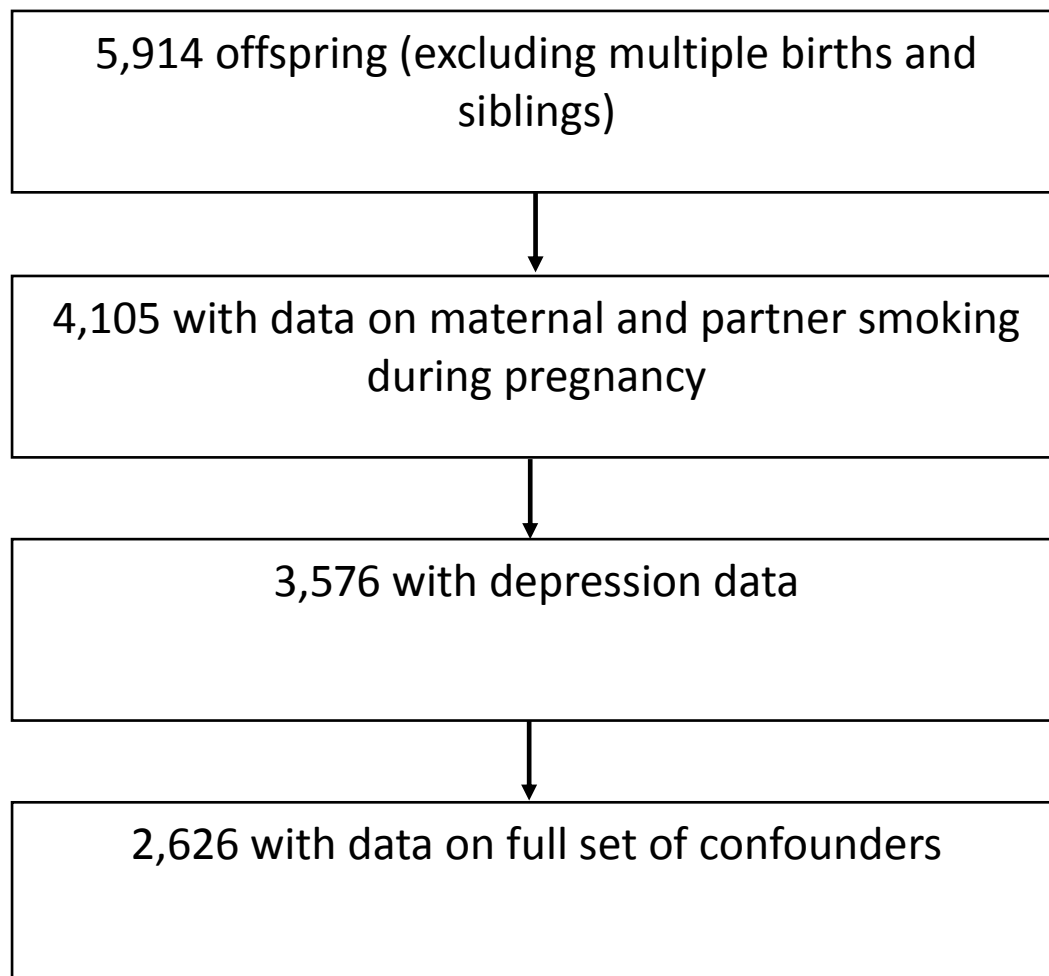 5,914 offspring (excluding multiple births and
siblings)
4,105 with data on maternal and partner smoking
during pregnancy
3,576 with depression data
2,626 with data on full set of confounders